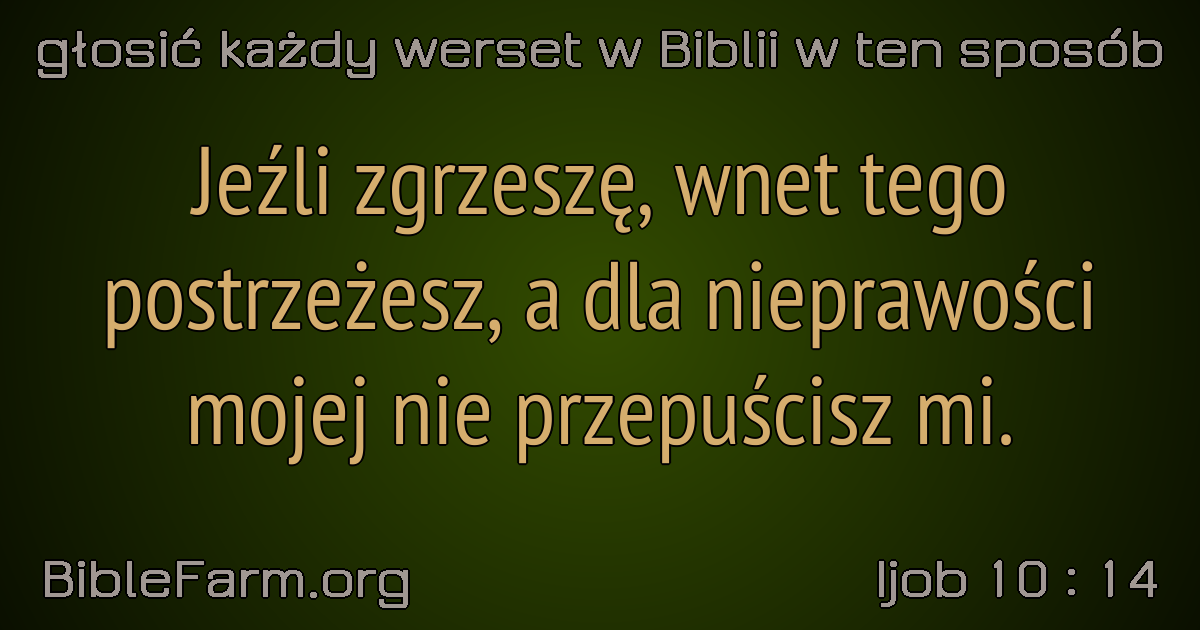 głosić każdy werset w Biblii w ten sposób
Jeźli zgrzeszę, wnet tego
postrzeżesz, a dla nieprawości
mojej nie przepuścisz mi.
BibleFarm.org
Ijob 10 : 14